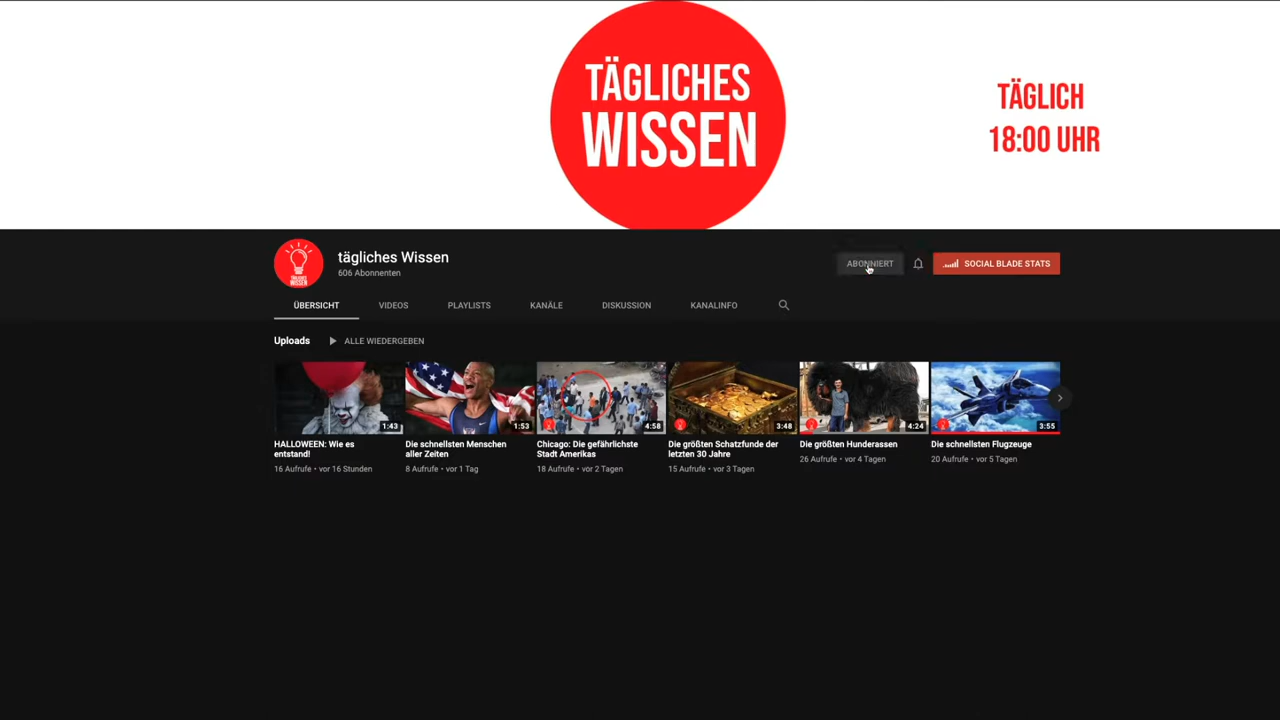 TÄGLICHES
WISSEN
TÄGLICH
18:00 UHR
tägliches Wissen
606 Abonnenten
ABONNIERT
SOCIAL BLADE STATS
TÄGLICHES
WISSEN
ÜBERSICHT
VIDEOS
PLAYLISTS
KANÄLE
DISKUSSION
KANALINFO
Uploads
ALLE WIEDERGEBEN
1:43
1:53
4:58
3:48
4:24
3:55
HALLOWEEN: Wie es
entstand!
16 Aufrufe • vor 16 Stunden
Die schnellsten Menschen
aller Zeiten
8 Aufrufe • vor 1 Tag
Chicago: Die gefährlichste
Stadt Amerikas
18 Aufrufe • vor 2 Tagen
Die größten Schatzfunde der
letzten 30 Jahre
15 Aufrufe • vor 3 Tagen
Die größten Hunderassen
26 Aufrufe • vor 4 Tagen
Die schnellsten Flugzeuge
20 Aufrufe • vor 5 Tagen